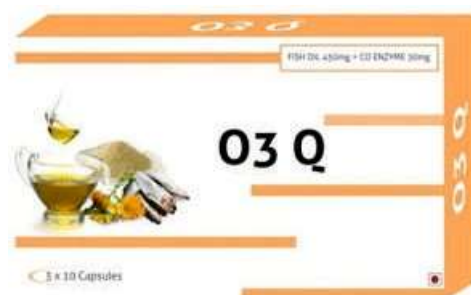 O3 Q
FISH OIL 450mg + CO ENZYME 30mg
O3 Q
O3 Q
3 x 10 Capsules